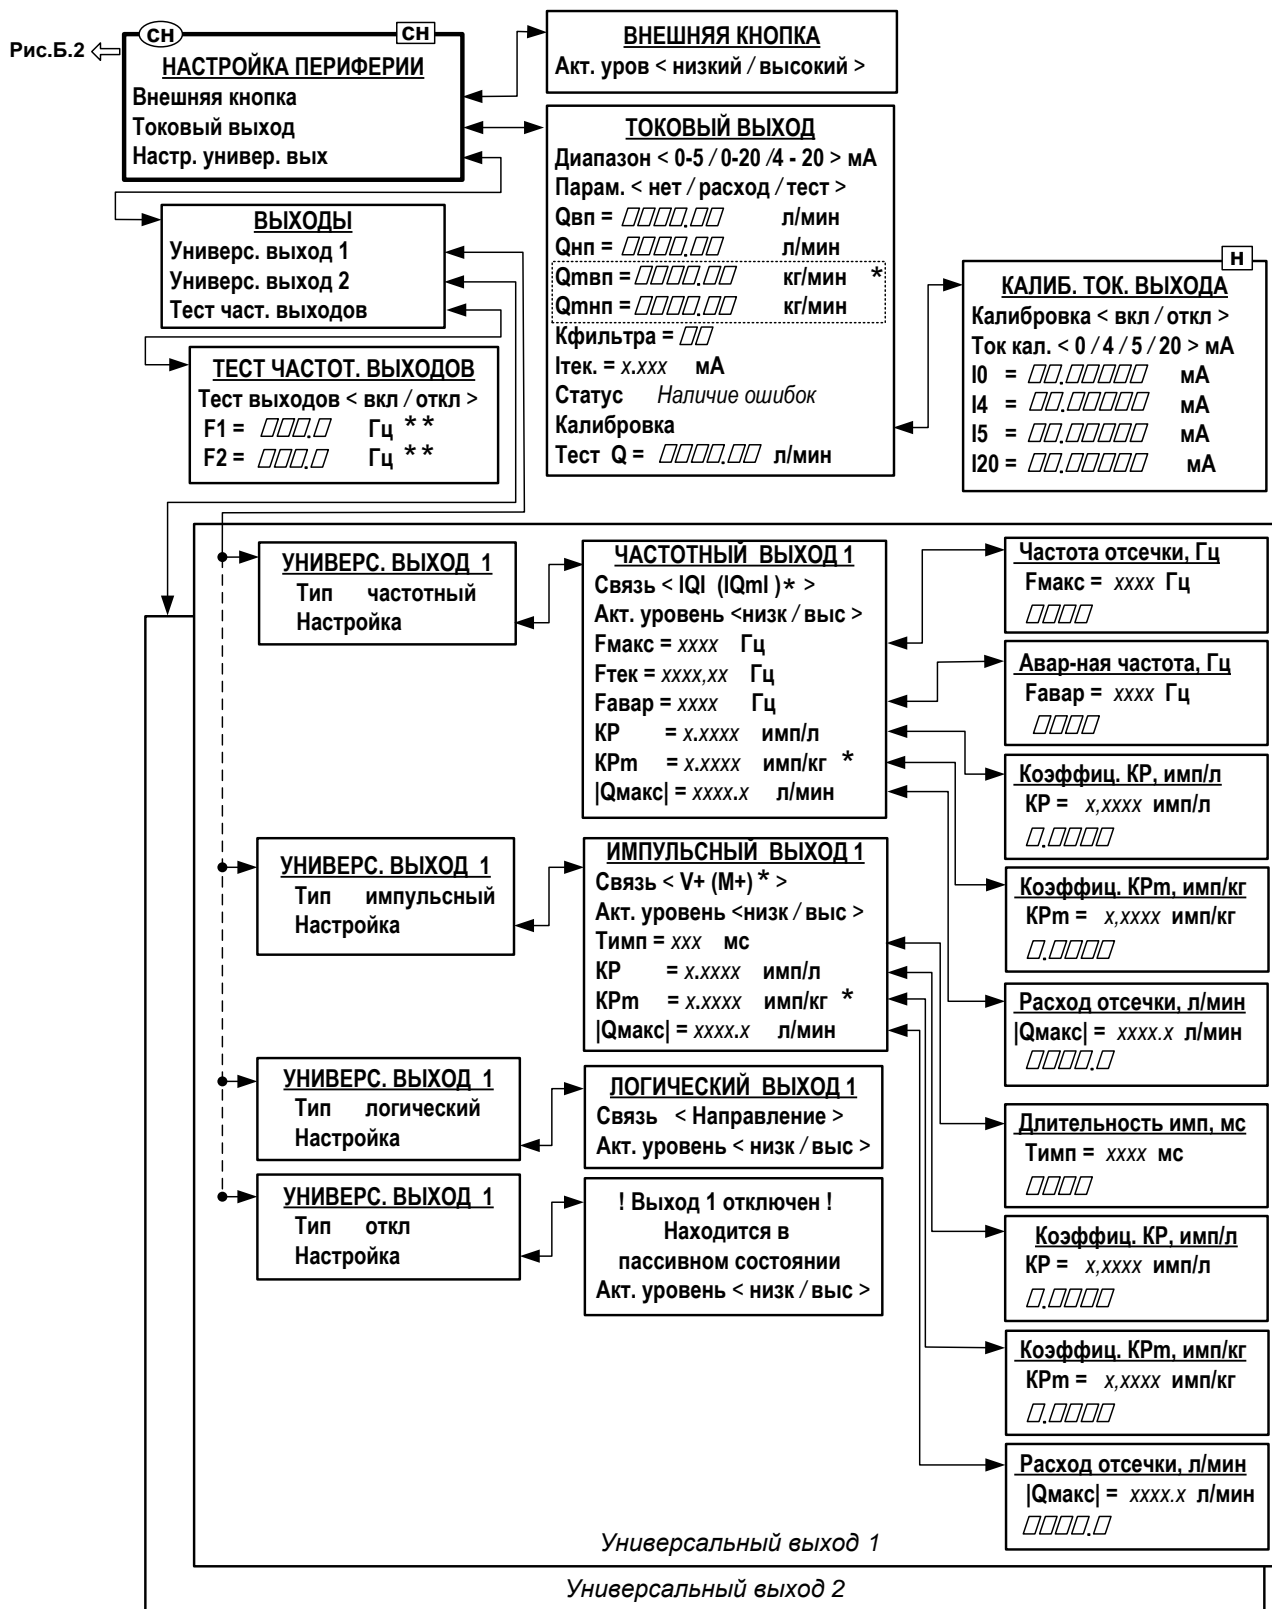 Рис.Б.2
СН
СН
НАСТРОЙКА ПЕРИФЕРИИ
Внешняя кнопка
Токовый выход
Настр. универ. вых
ВНЕШНЯЯ КНОПКА
Акт. уров < низкий / высокий >
ТОКОВЫЙ ВЫХОД
Диапазон < 0-5 / 0-20 /4 - 20 > мА
Парам. < нет / расход / тест >
Qвп = ▯▯▯▯.▯▯ л/мин
Qнп = ▯▯▯▯.▯▯ л/мин
Qmвп = ▯▯▯▯.▯▯ кг/мин *
Qmнп = ▯▯▯▯.▯▯ кг/мин
Кфильтра = ▯▯
Iтек. = x.xxx мА
Статус Наличие ошибок
Калибровка
Тест Q = ▯▯▯▯.▯▯ л/мин
Н
КАЛИБ. ТОК. ВЫХОДА
Калибровка < вкл / откл >
Ток кал. < 0 / 4 / 5 / 20 > мА
I0 = ▯▯.▯▯▯▯▯ мА
I4 = ▯▯.▯▯▯▯▯ мА
I5 = ▯▯.▯▯▯▯▯ мА
I20 = ▯▯.▯▯▯▯▯ мА
ВЫХОДЫ
Универс. выход 1
Универс. выход 2
Тест част. выходов
ТЕСТ ЧАСТОТ. ВЫХОДОВ
Тест выходов < вкл / откл >
F1 = ▯▯▯.▯ Гц **
F2 = ▯▯▯.▯ Гц **
УНИВЕРС. ВЫХОД 1
Тип частотный
Настройка
ЧАСТОТНЫЙ ВЫХОД 1
Связь < IQI (IQmI )* >
Акт. уровень <низк / выс >
Fмакс = xxxx Гц
Fтек = xxxx,xx Гц
Fавар = xxxx Гц
КР = x.xxxx имп/л
КРm = x.xxxx имп/кг *
|Qмакс| = xxxx.x л/мин
Частота отсечки, Гц
Fмакс = xxxx Гц
▯▯▯▯
Авар-ная частота, Гц
Fавар = xxxx Гц
▯▯▯▯
Коэффиц. КР, имп/л
КР = x,xxxx имп/л
▯.▯▯▯▯
Коэффиц. КРm, имп/кг
КРm = x,xxxx имп/кг
▯.▯▯▯▯
Расход отсечки, л/мин
|Qмакс| = xxxx.x л/мин
▯▯▯▯.▯
УНИВЕРС. ВЫХОД 1
Тип импульсный
Настройка
ИМПУЛЬСНЫЙ ВЫХОД 1
Связь < V+ (M+) * >
Акт. уровень <низк / выс >
Тимп = xxx мс
КР = x.xxxx имп/л
КРm = x.xxxx имп/кг *
|Qмакс| = xxxx.x л/мин
Длительность имп, мс
Тимп = xxxx мс
▯▯▯▯
Коэффиц. КР, имп/л
КР = x,xxxx имп/л
▯.▯▯▯▯
Коэффиц. КРm, имп/кг
КРm = x,xxxx имп/кг
▯.▯▯▯▯
Расход отсечки, л/мин
|Qмакс| = xxxx.x л/мин
▯▯▯▯.▯
УНИВЕРС. ВЫХОД 1
Тип логический
Настройка
ЛОГИЧЕСКИЙ ВЫХОД 1
Связь < Направление >
Акт. уровень < низк / выс >
УНИВЕРС. ВЫХОД 1
Тип откл
Настройка
! Выход 1 отключен !
Находится в
пассивном состоянии
Акт. уровень < низк / выс >
Универсальный выход 1
Универсальный выход 2